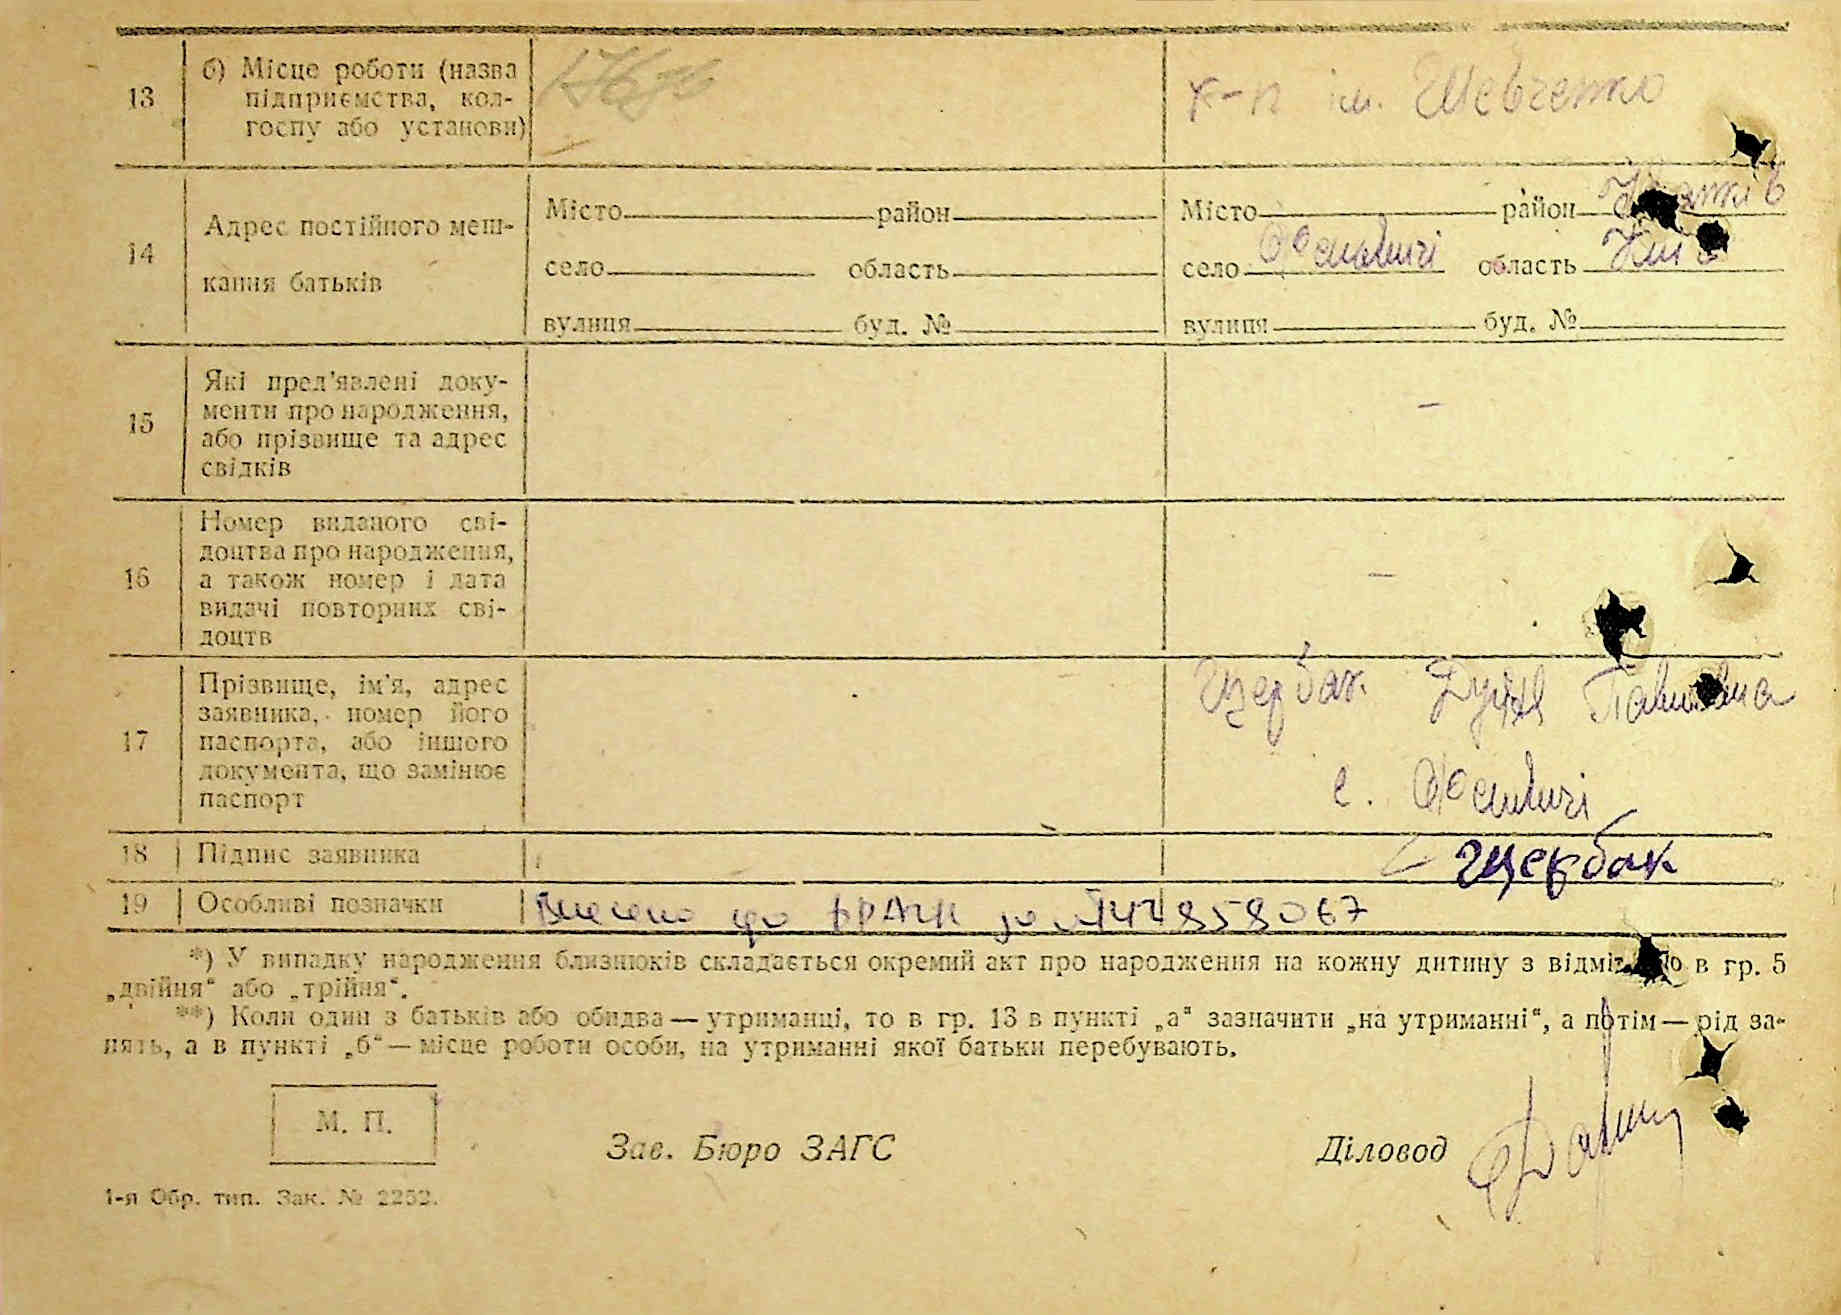 13
б) Місце роботи (назва
підприємства, кол-
госпу або установи)
к-п ім. Шевченко
14
Адрес постійного меш-
кання батьків
Місто район
село область
вулиця буд. №
Місто район
село область
вулиця буд. №
15
Які пред'явлені доку-
менти про народження,
або прізвище та адрес
свідків
—
16
Номер виданого сві-
доцтва про народження,
а також номер і дата
видачі повторних сві-
доцтв
—
17
Прізвище, ім'я, адрес
заявника, номер його
паспорта, або іншого
документа, що замінює
паспорт
Щербак Павлівна
с.
18
Підпис заявника
Щербак
19
Особливі позначки
Внесено до ДРАЦС за №
*) У випадку народження близнюків складається окремий акт про народження на кожну дитину з в гр. 5
„двійня“ або „трійня“.
**) Коли один з батьків або обидва — утриманці, то в гр. 13 в пункті „а“ зазначити „на утриманні“, а потім — рід за-
нять, а в пункті „б“ — місце роботи особи, на утриманні якої батьки перебувають.
М. П.
Зав. Бюро ЗАГС
Діловод
1-я Обр. тип. Зак. № 2252.